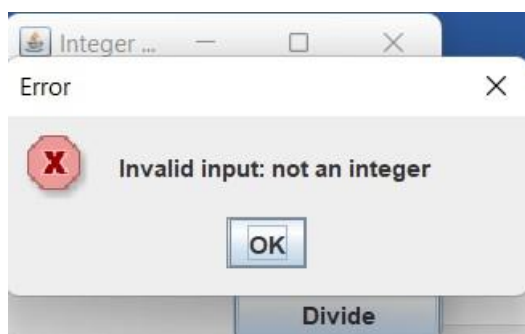 Integer ...
Error
Invalid input: not an integer
OK
Divide